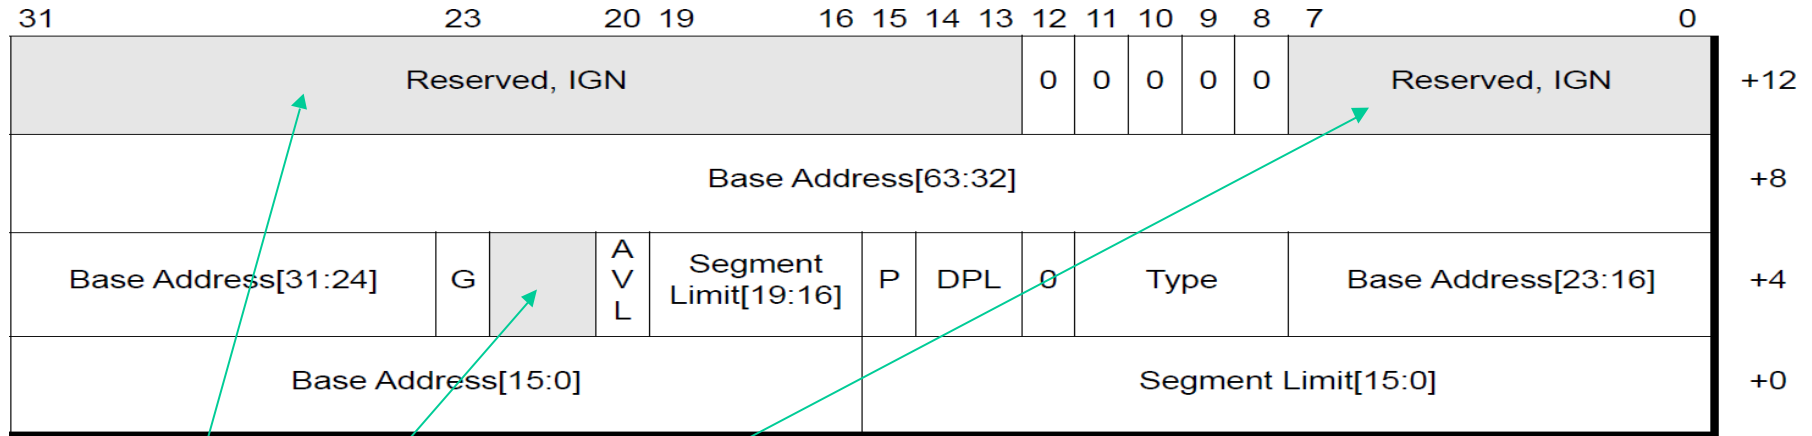 31 23 20 19 16 15 14 13 12 11 10 9 8 7 0
Reserved, IGN 0 0 0 0 0 Reserved, IGN +12
Base Address[63:32] +8
Base Address[31:24] G A V L Segment Limit[19:16] P DPL 0 Type Base Address[23:16] +4
Base Address[15:0] Segment Limit[15:0] +0